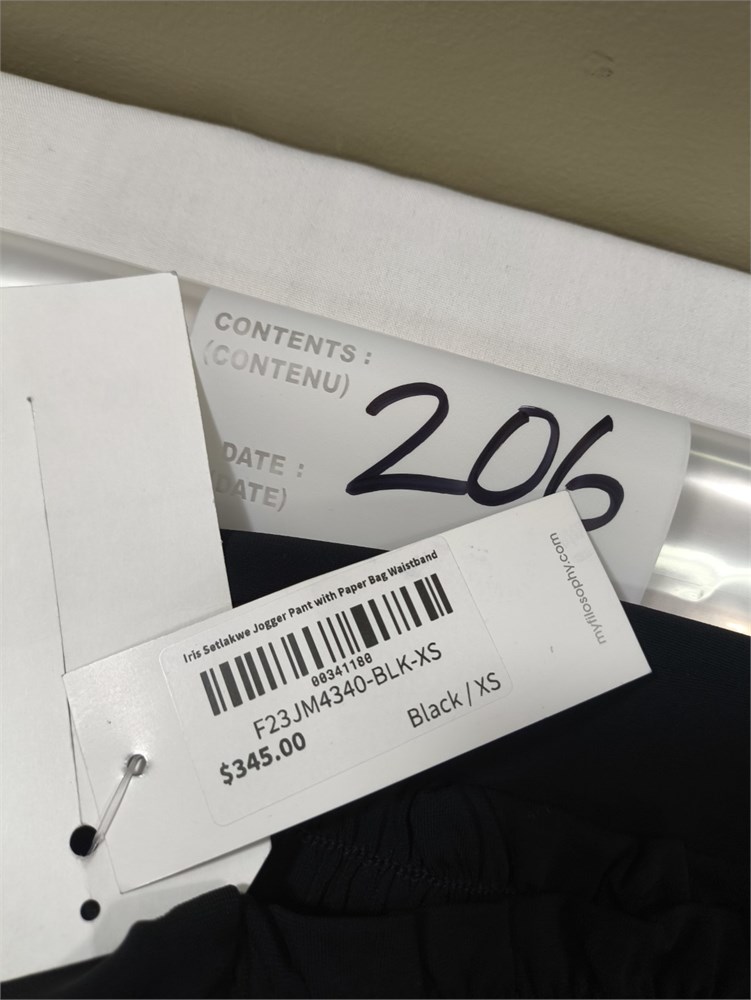 CONTENTS :
(CONTENU)
206
DATE :
(DATE)
myfilosophy.com
Iris Setlakwe Jogger Pant with Paper Bag Waistband
00341180
F23JM4340-BLK-XS
$345.00
Black / XS